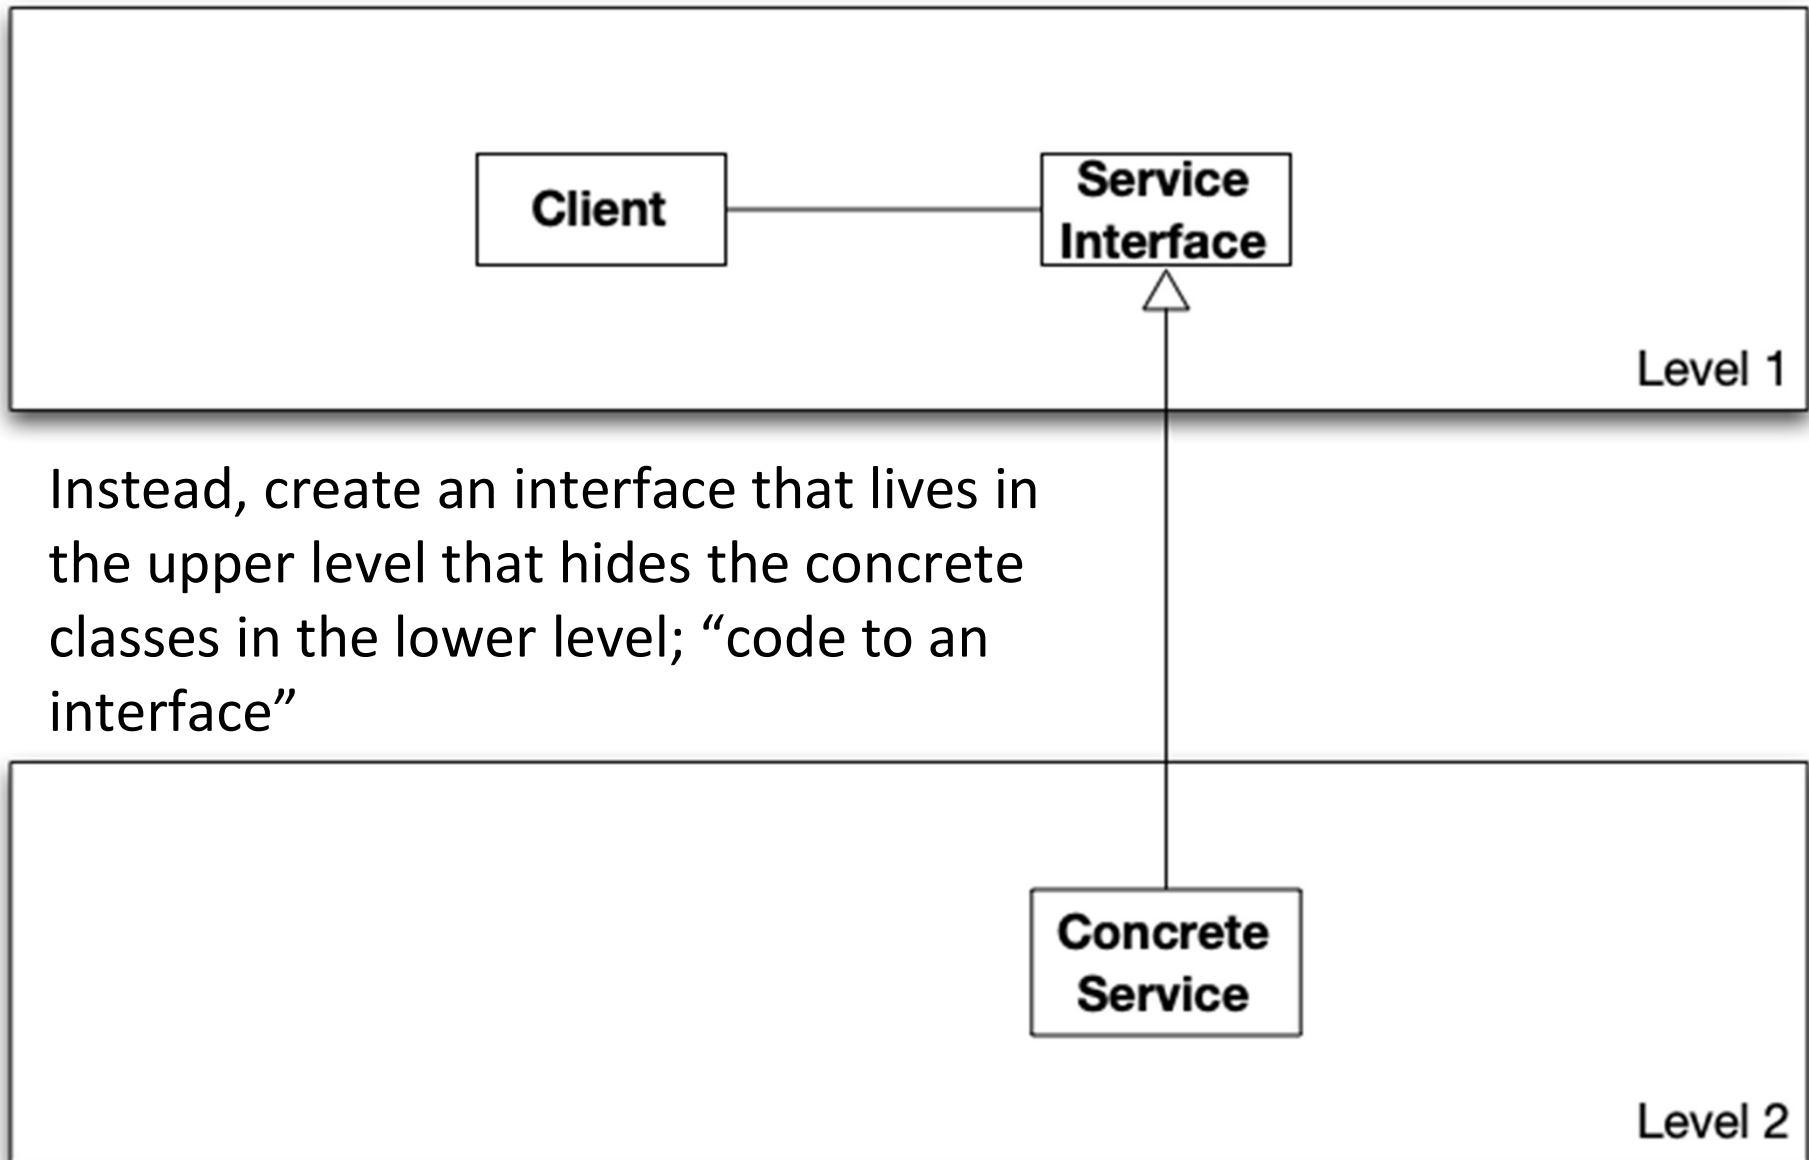 Client
Service
Interface
Level 1
Instead, create an interface that lives in
the upper level that hides the concrete
classes in the lower level; “code to an
interface”
Concrete
Service
Level 2